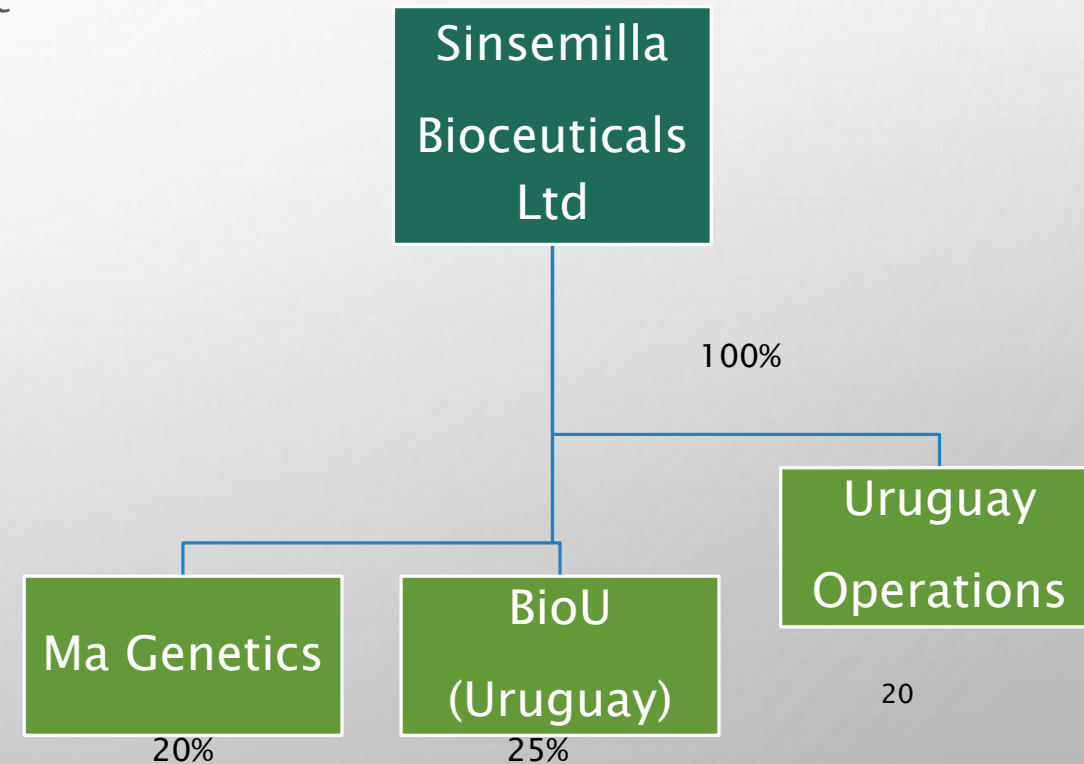 Sinsemilla
Bioceuticals
Ltd
100%
Uruguay
Operations
Ma Genetics
BioU
(Uruguay)
20
20%
25%